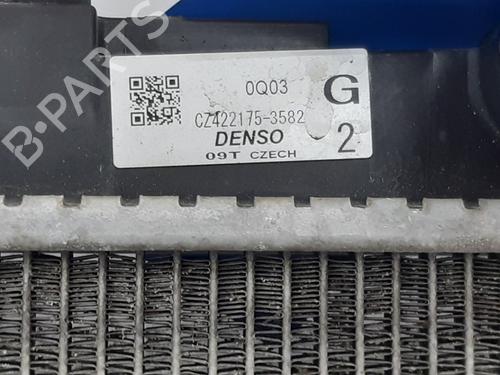 0Q03
G
CZ422175-3582
DENSO
2
09T CZECH
B-PARTS